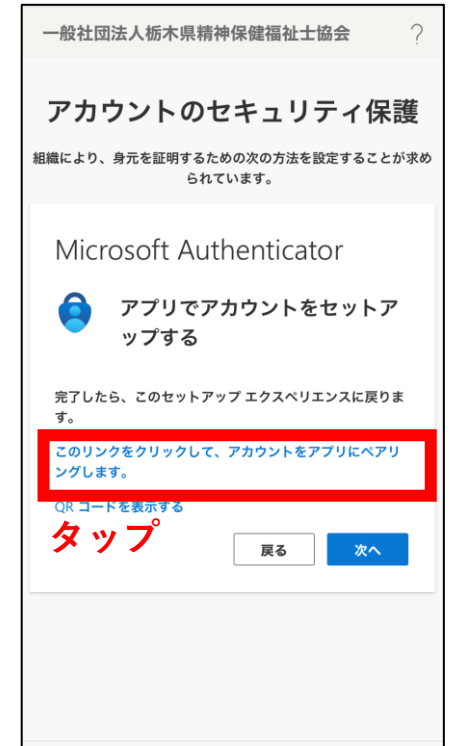 一般社団法人栃木県精神保健福祉士協会
?
アカウントのセキュリティ保護
組織により、身元を証明するための次の方法を設定することが求め
られています。
Microsoft Authenticator
アプリでアカウントをセットア
ップする
完了したら、このセットアップ エクスペリエンスに戻りま
す。
このリンクをクリックして、アカウントをアプリにペアリ
ングします。
QR コードを表示する
タップ
戻る
次へ